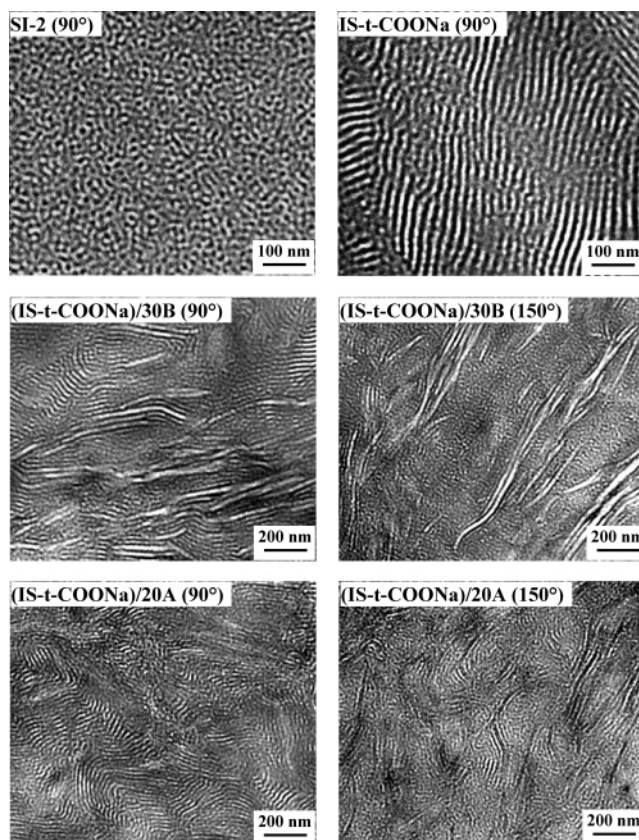 SI-2 (90°)
IS-t-COONa (90°)
100 nm
100 nm
(IS-t-COONa)/30B (90°)
(IS-t-COONa)/30B (150°)
200 nm
200 nm
(IS-t-COONa)/20A (90°)
(IS-t-COONa)/20A (150°)
200 nm
200 nm